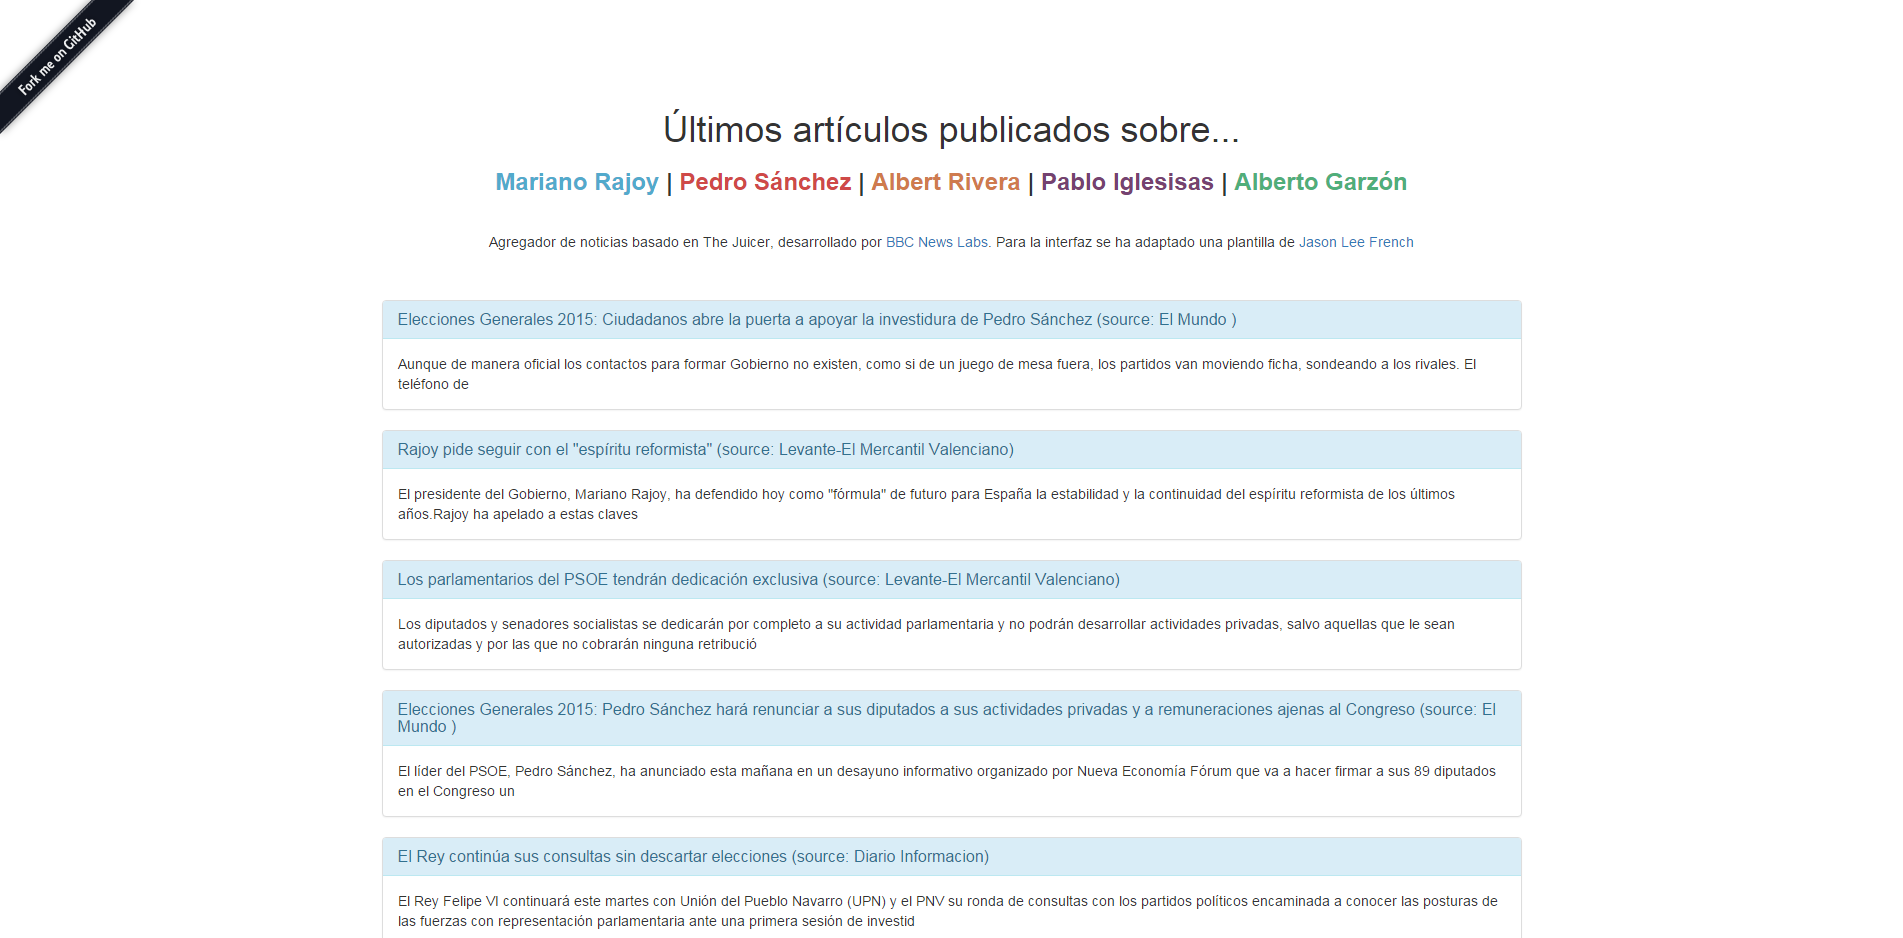 Fork me on GitHub
Últimos artículos publicados sobre...
Mariano Rajoy | Pedro Sánchez | Albert Rivera | Pablo Iglesisas | Alberto Garzón
Agregador de noticias basado en The Juicer, desarrollado por BBC News Labs. Para la interfaz se ha adaptado una plantilla de Jason Lee French
Elecciones Generales 2015: Ciudadanos abre la puerta a apoyar la investidura de Pedro Sánchez (source: El Mundo )
Aunque de manera oficial los contactos para formar Gobierno no existen, como si de un juego de mesa fuera, los partidos van moviendo ficha, sondeando a los rivales. El
teléfono de
Rajoy pide seguir con el "espíritu reformista" (source: Levante-El Mercantil Valenciano)
El presidente del Gobierno, Mariano Rajoy, ha defendido hoy como "fórmula" de futuro para España la estabilidad y la continuidad del espíritu reformista de los últimos
años.Rajoy ha apelado a estas claves
Los parlamentarios del PSOE tendrán dedicación exclusiva (source: Levante-El Mercantil Valenciano)
Los diputados y senadores socialistas se dedicarán por completo a su actividad parlamentaria y no podrán desarrollar actividades privadas, salvo aquellas que le sean
autorizadas y por las que no cobrarán ninguna retribució
Elecciones Generales 2015: Pedro Sánchez hará renunciar a sus diputados a sus actividades privadas y a remuneraciones ajenas al Congreso (source: El
Mundo )
El líder del PSOE, Pedro Sánchez, ha anunciado esta mañana en un desayuno informativo organizado por Nueva Economía Fórum que va a hacer firmar a sus 89 diputados
en el Congreso un
El Rey continúa sus consultas sin descartar elecciones (source: Diario Informacion)
El Rey Felipe VI continuará este martes con Unión del Pueblo Navarro (UPN) y el PNV su ronda de consultas con los partidos políticos encaminada a conocer las posturas de
las fuerzas con representación parlamentaria ante una primera sesión de investid